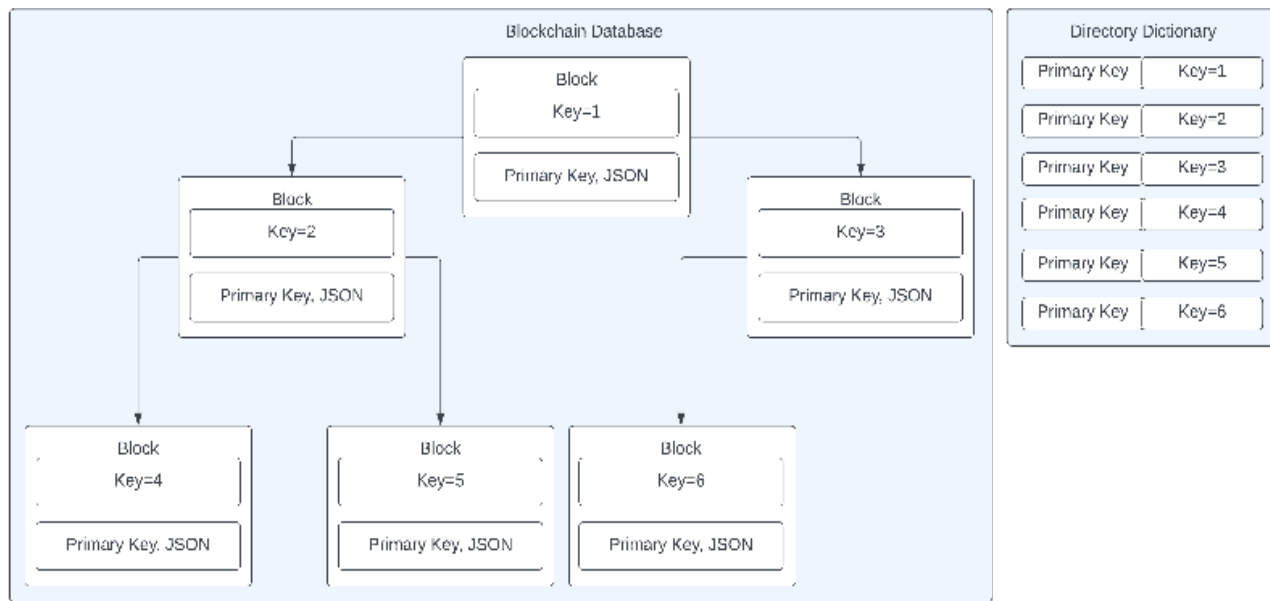 Blockchain Database
Block
Key=1
Primary Key, JSON
Block
Key=2
Primary Key, JSON
Block
Key=3
Primary Key, JSON
Block
Key=4
Primary Key, JSON
Block
Key=5
Primary Key, JSON
Block
Key=6
Primary Key, JSON
Directory Dictionary
Primary Key Key=1
Primary Key Key=2
Primary Key Key=3
Primary Key Key=4
Primary Key Key=5
Primary Key Key=6